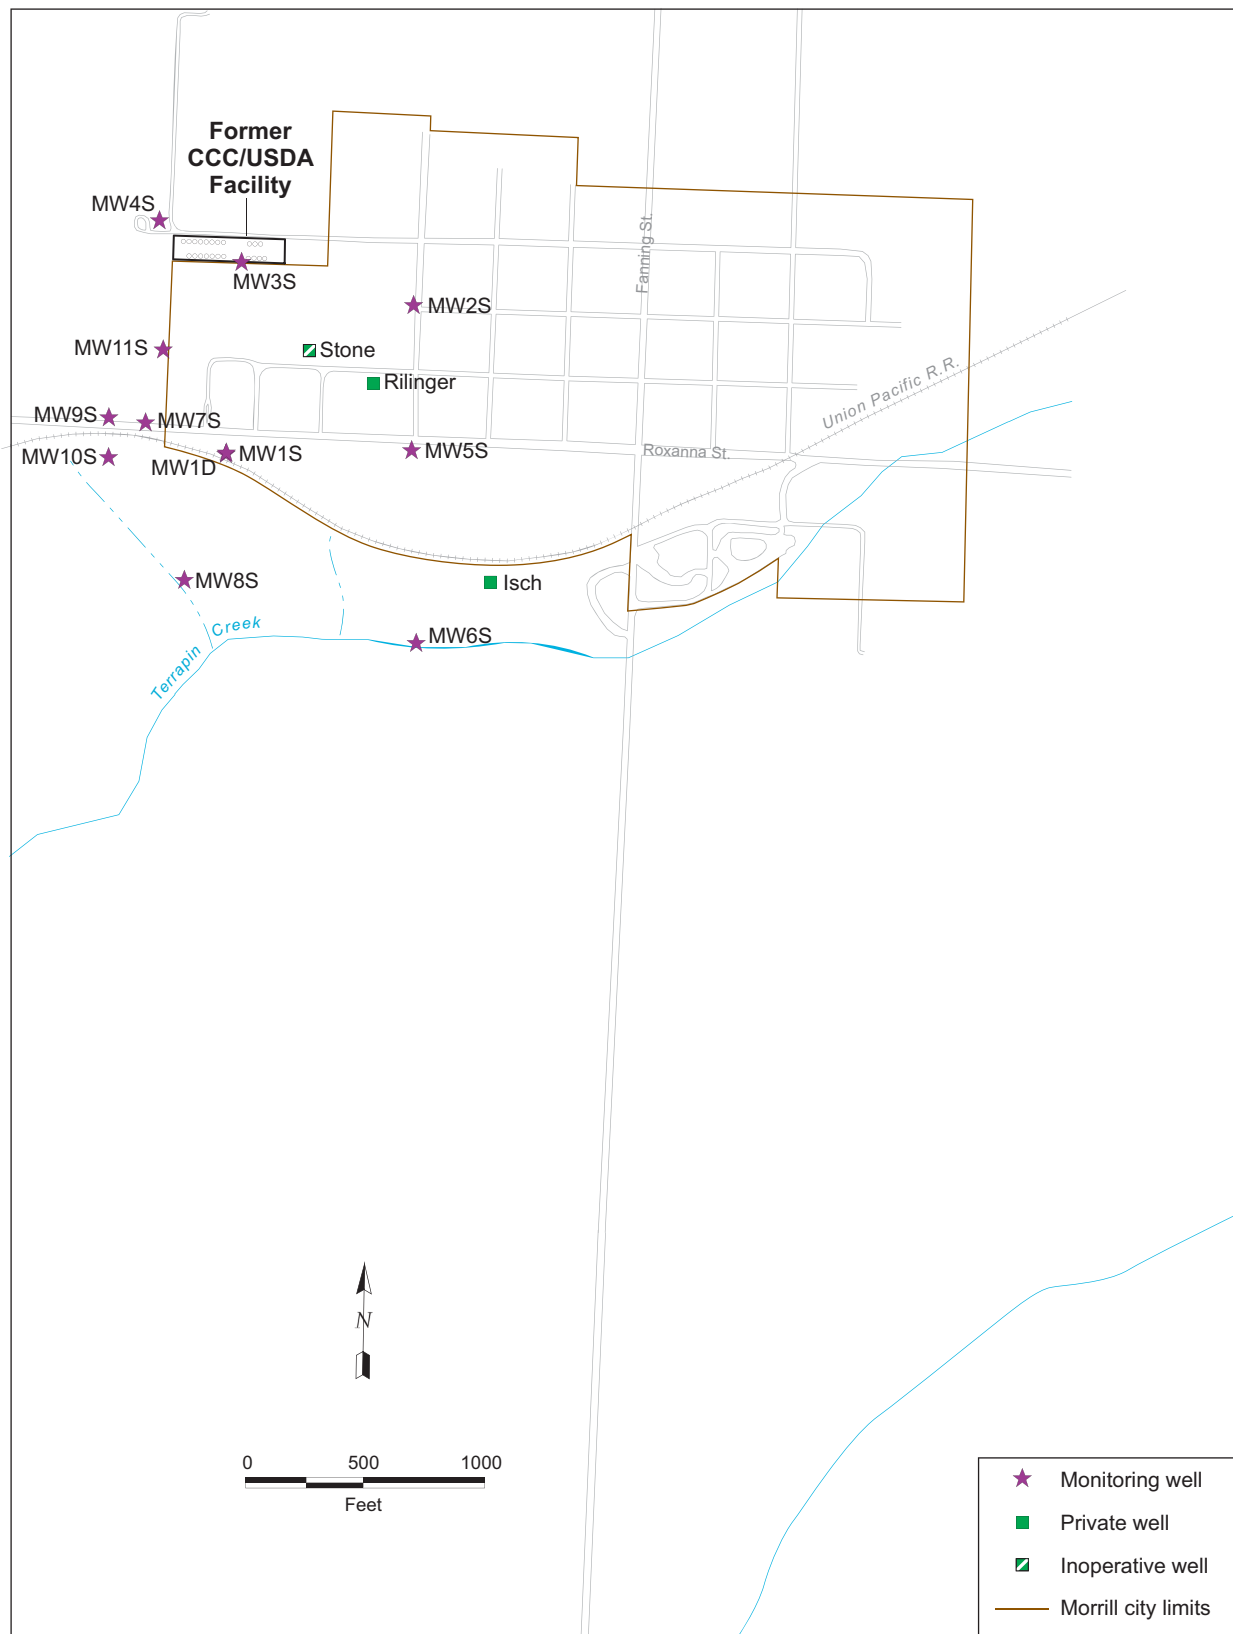 Former
CCC/USDA
Facility
MW4S
Fanning St.
MW3S
MW2S
MW11S
Stone
Rilinger
Union Pacific R.R.
MW9S
MW7S
MW10S
MW1D
MW1S
MW5S
Roxanna St.
MW8S
Isch
Terrapin Creek
MW6S
N
0 500 1000
Feet
Monitoring well
Private well
Inoperative well
Morrill city limits